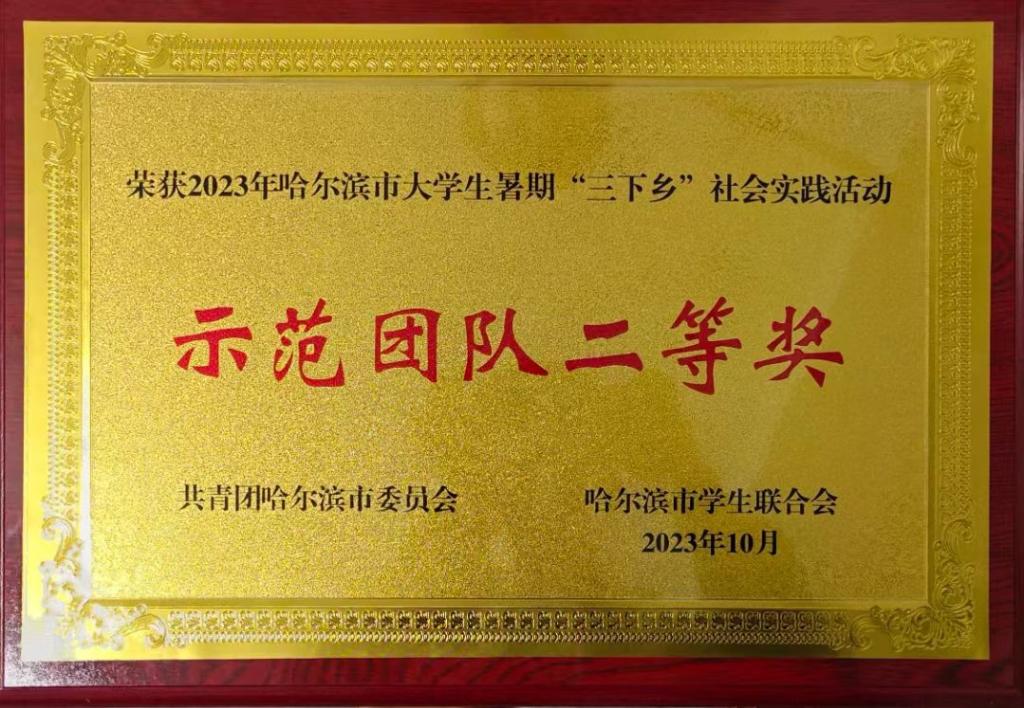 荣获2023年哈尔滨市大学生暑期“三下乡”社会实践活动
示范团队二等奖
共青团哈尔滨市委员会
哈尔滨市学生联合会
2023年10月